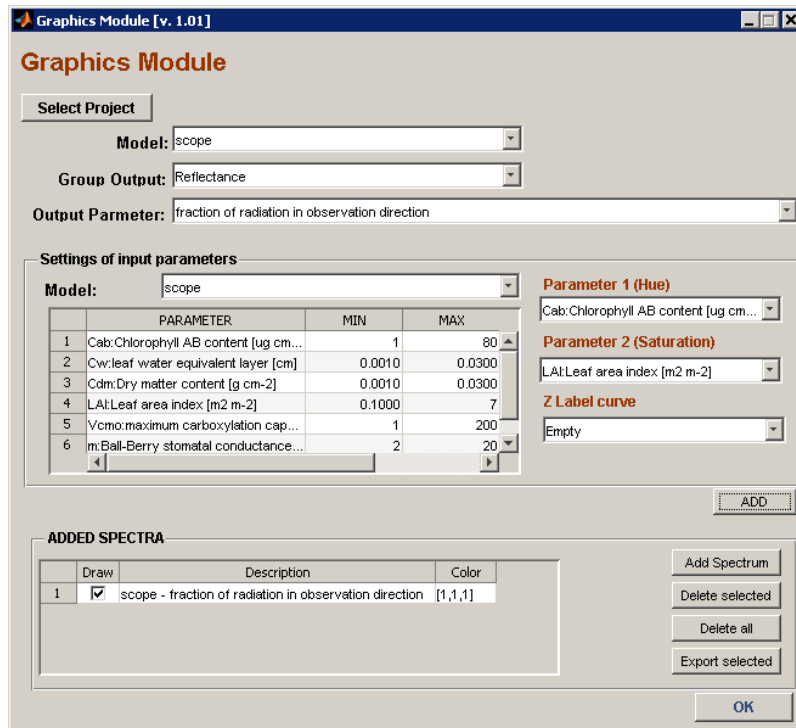 Graphics Module [v. 1.01]
Graphics Module
Select Project
Model: scope
Group Output: Reflectance
Output Parmeter: fraction of radiation in observation direction
Settings of input parameters
Model: scope
PARAMETER MIN MAX
1 Cab:Chlorophyll AB content [ug cm... 1 80
2 Cw:leaf water equivalent layer [cm] 0.0010 0.0300
3 Cdm:Dry matter content [g cm-2] 0.0010 0.0300
4 LAI:Leaf area index [m2 m-2] 0.1000 7
5 Vcmo:maximum carboxylation cap... 1 200
6 m:Ball-Berry stomatal conductance... 2 20
Parameter 1 (Hue)
Cab:Chlorophyll AB content [ug cm...
Parameter 2 (Saturation)
LAI:Leaf area index [m2 m-2]
Z Label curve
Empty
ADD
ADDED SPECTRA
Draw Description Color
1 scope - fraction of radiation in observation direction [1,1,1]
Add Spectrum
Delete selected
Delete all
Export selected
OK